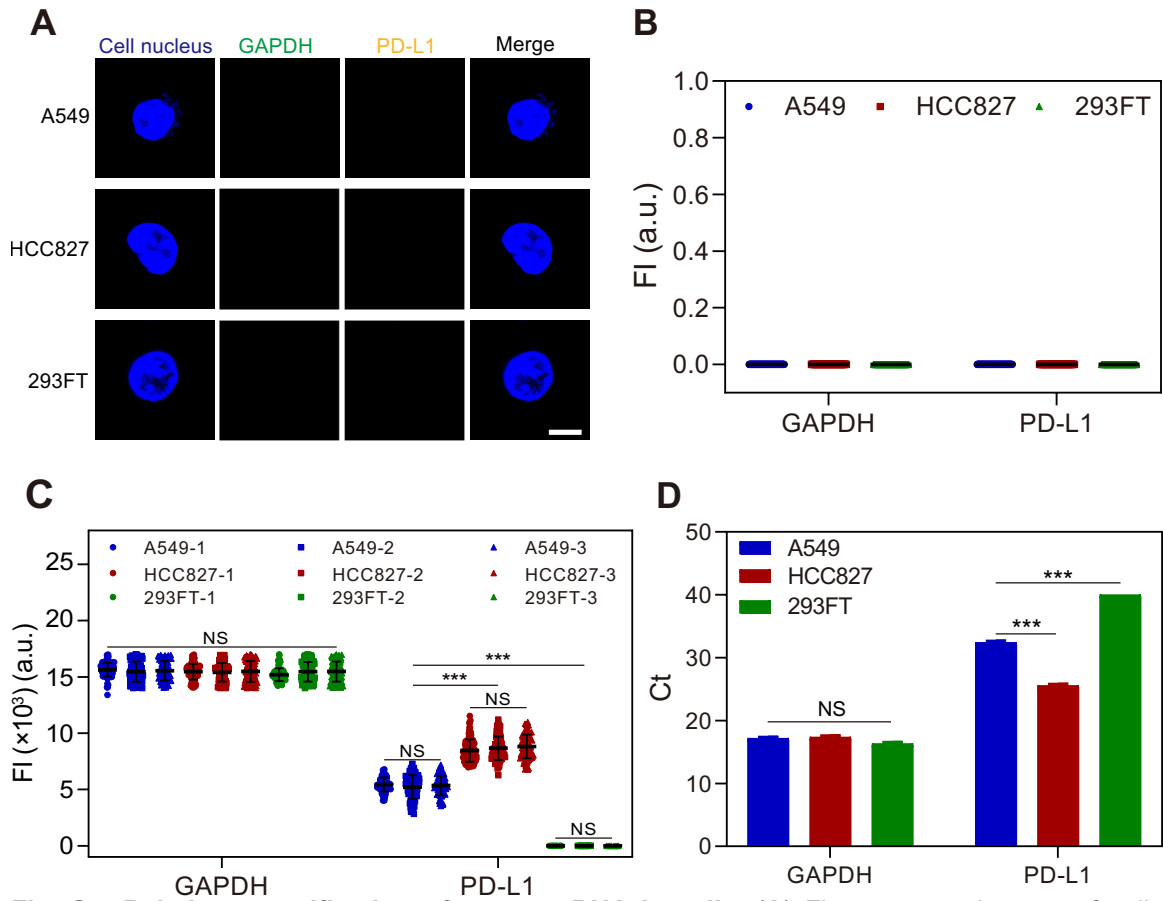 A
Cell nucleus GAPDH PD-L1 Merge
A549
HCC827
293FT
B
FI (a.u.)
1.0
0.8
0.6
0.4
0.2
0.0
A549 HCC827 293FT
GAPDH PD-L1
C
FI (×10³) (a.u.)
25
20
15
10
5
0
A549-1 A549-2 A549-3
HCC827-1 HCC827-2 HCC827-3
293FT-1 293FT-2 293FT-3
NS
***
***
NS
NS
NS
GAPDH PD-L1
D
Ct
50
40
30
20
10
0
A549
HCC827
293FT
***
***
NS
GAPDH PD-L1